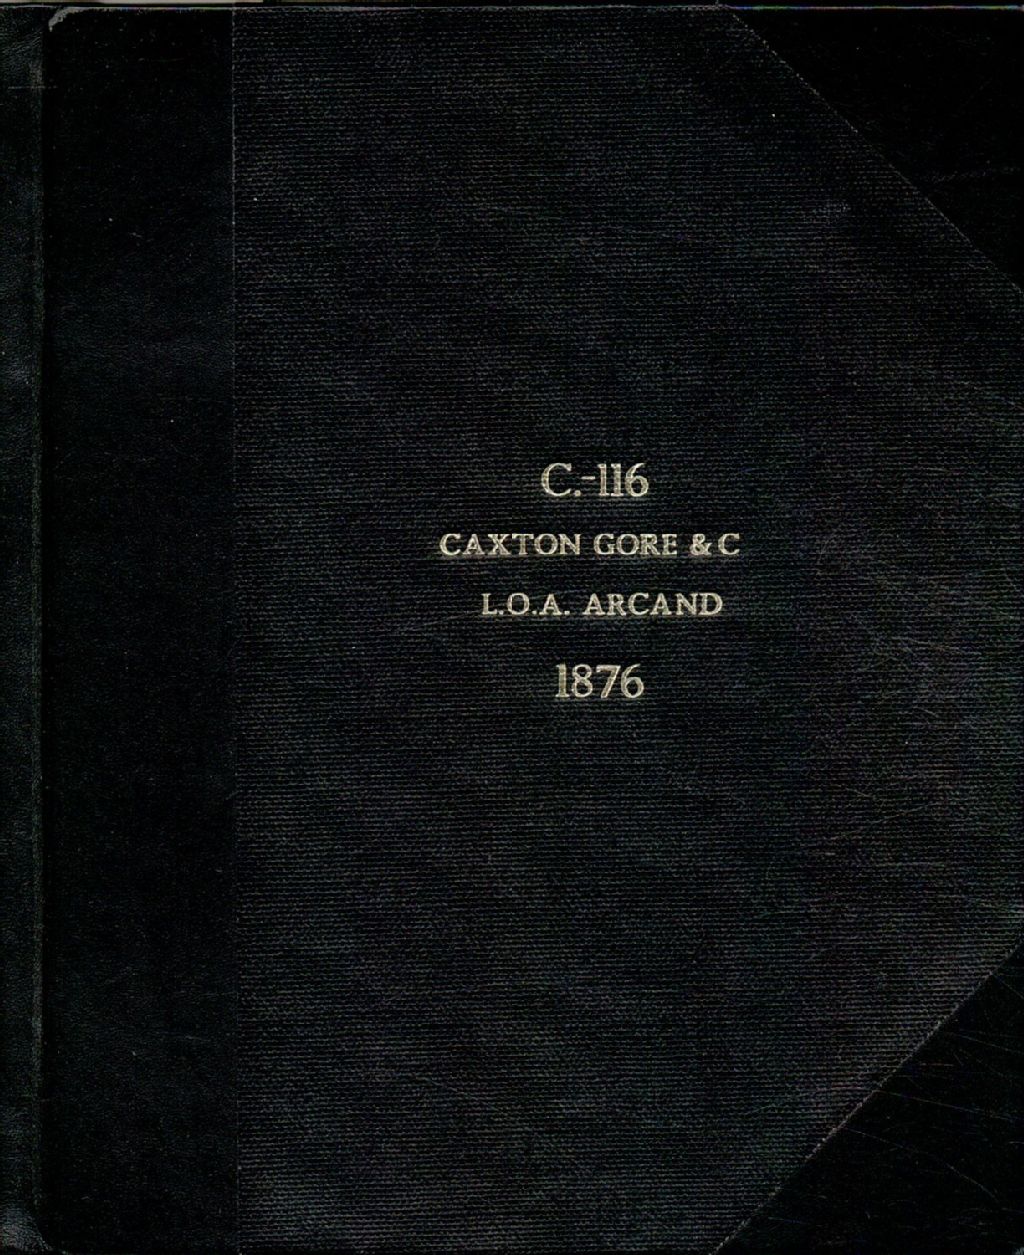 C.-116
CAXTON GORE & C
L.O.A. ARCAND
1876